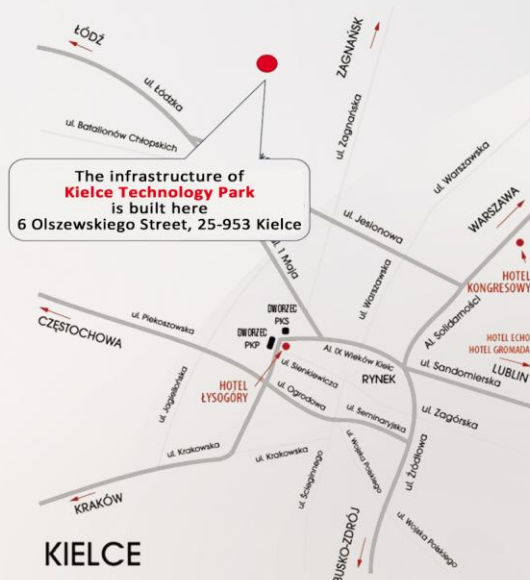 ŁÓDŹ
ul. Łódzka
ul. Batalionów Chłopskich
ZAGNAŃSK
ul. Zagnańska
ul. Warszawska
WARSZAWA
The infrastructure of
Kielce Technology Park
is built here
6 Olszewskiego Street, 25-953 Kielce
ul. Jesionowa
ul. 1 Maja
ul. Warszawska
HOTEL
KONGRESOWY
Al. Solidarności
CZĘSTOCHOWA
ul. Piekoszowska
DWORZEC
PKS
DWORZEC
PKP
Al. IX Wieków Kielc
HOTEL ECHO
HOTEL GROMADA
LUBLIN
ul. Sandomierska
RYNEK
ul. Sienkiewicza
HOTEL
ŁYSOGÓRY
ul. Jagiellońska
ul. Ogrodowa
ul. Seminaryjska
ul. Zagórska
ul. Krakowska
ul. Krakowska
ul. Ściegiennego
ul. Wojska Polskiego
ul. Źródłowa
ul. Wojska Polskiego
KRAKÓW
BUSKO-ZDRÓJ
KIELCE